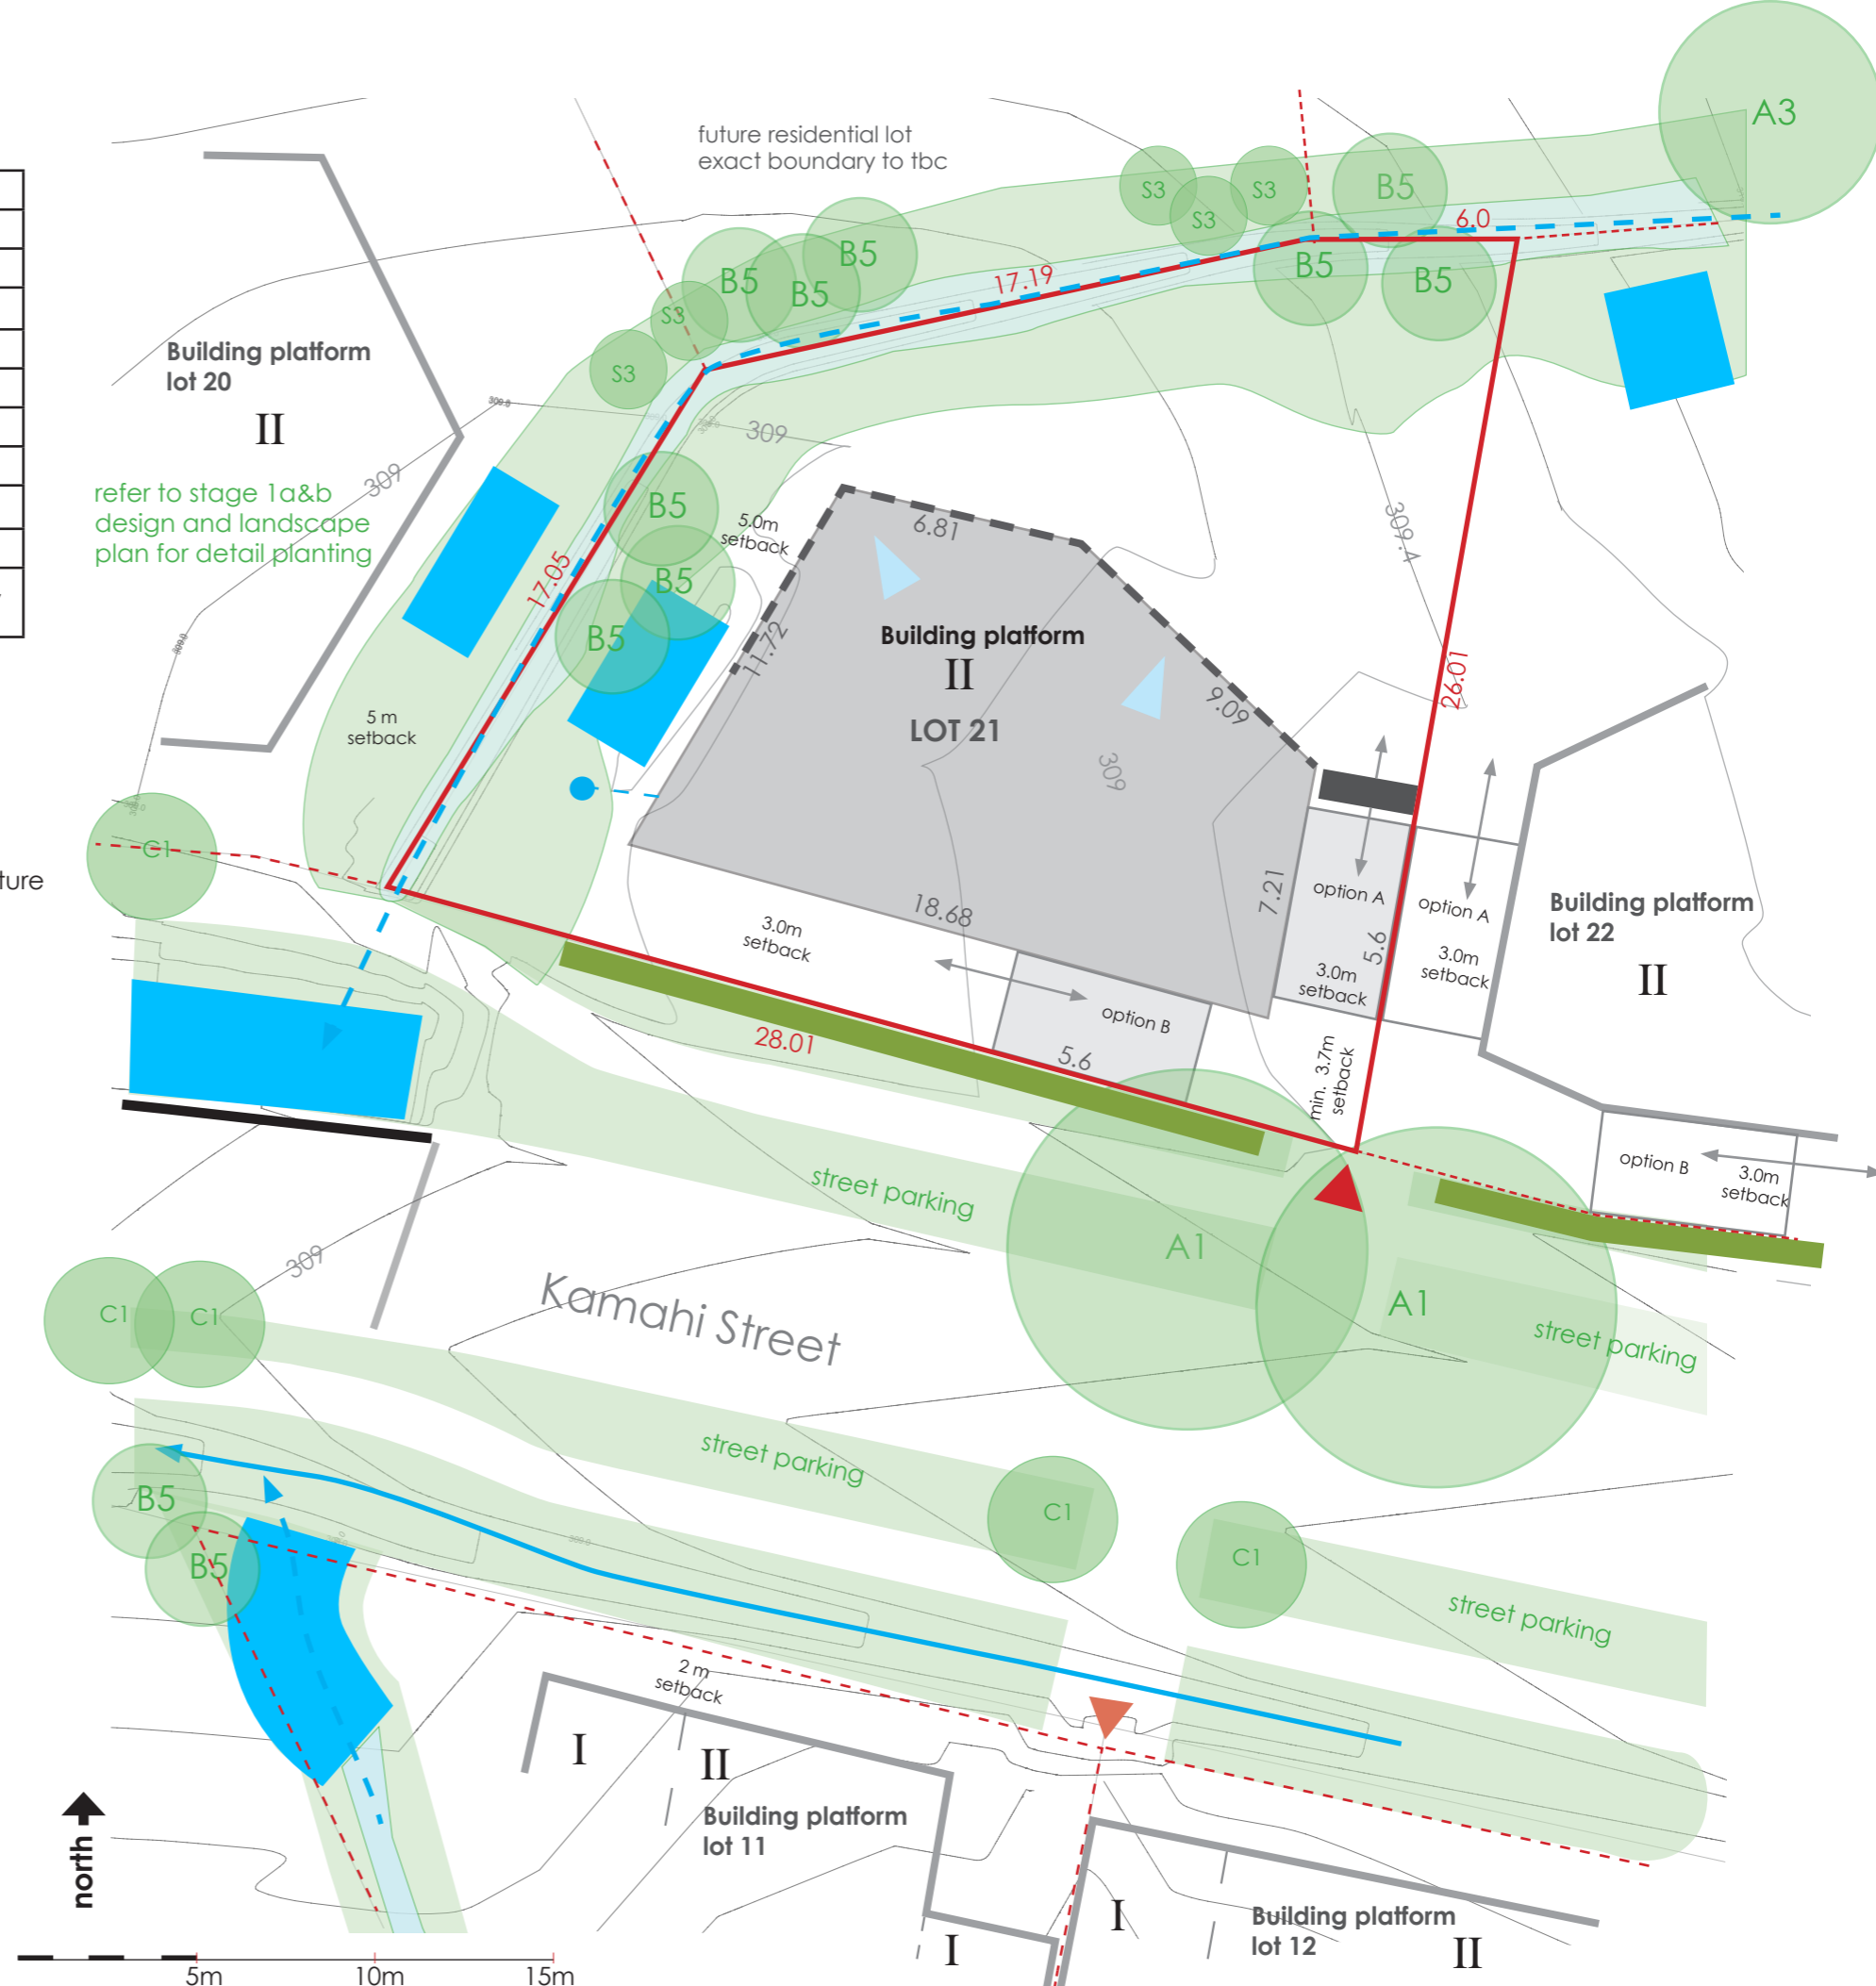 A3
future residential lot
exact boundary to tbc
S3
S3
S3
B5
6.0
B5
B5
17.19
B5
B5
B5
S3
S3
Building platform
lot 20
II
309
309
refer to stage 1a&b
design and landscape
plan for detail planting
B5
B5
B5
17.05
5.0m
setback
6.81
11.72
Building platform
II
LOT 21
9.09
309
309.4
26.01
5 m
setback
C1
ture
18.68
3.0m
setback
7.21
option A
5.6
3.0m
setback
option A
3.0m
setback
Building platform
lot 22
II
option B
5.6
28.01
min. 3.7m
setback
option B
3.0m
setback
street parking
A1
A1
street parking
309
C1
C1
Kamahi Street
street parking
C1
C1
street parking
B5
B5
2 m
setback
I
II
Building platform
lot 11
I
I
Building platform
lot 12
II
north
5m
10m
15m